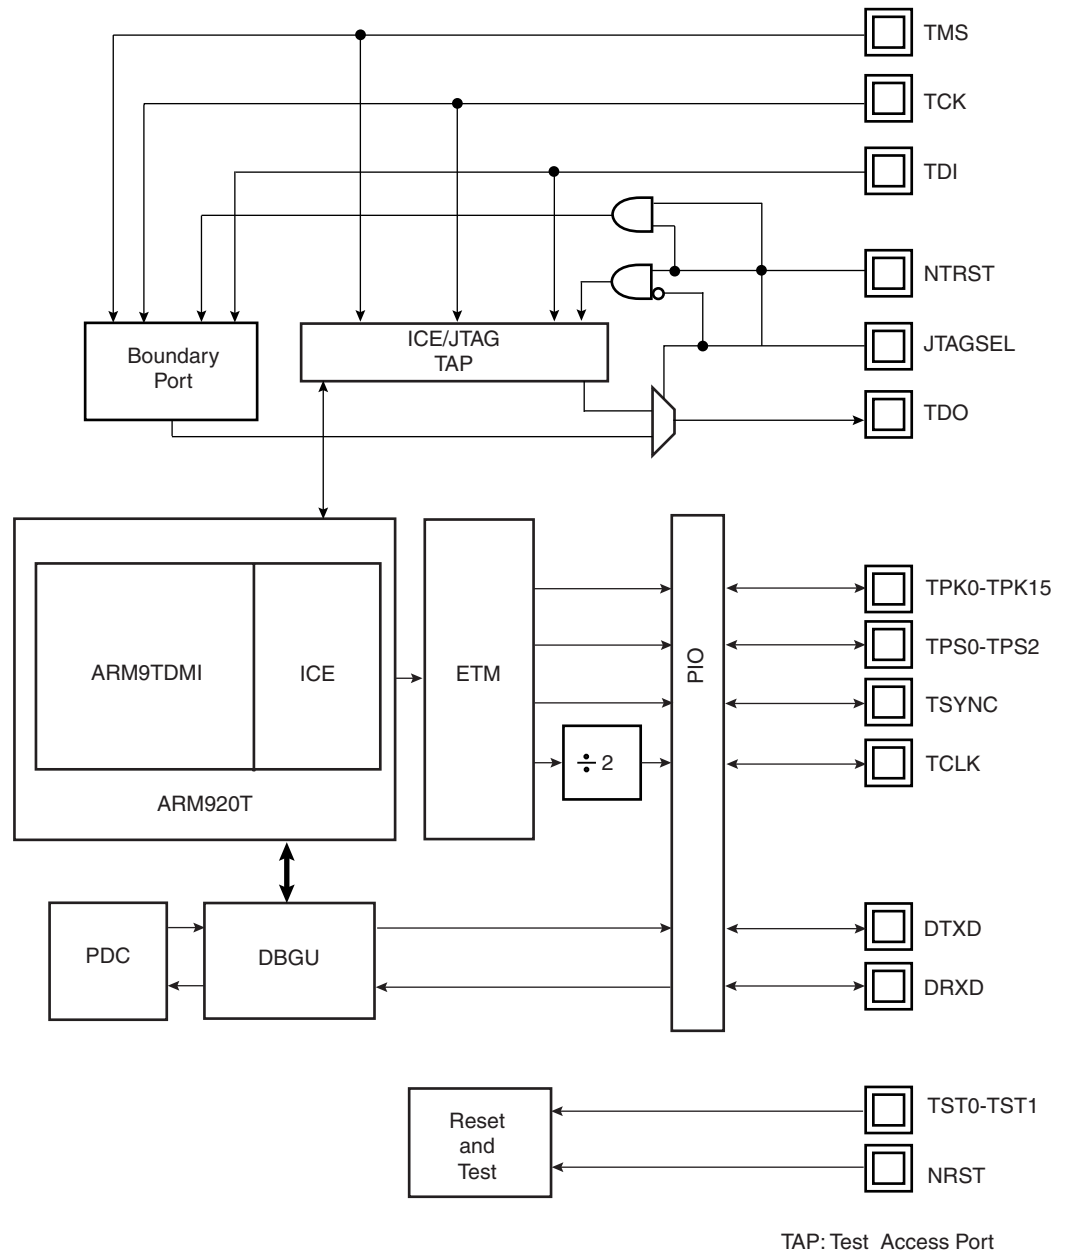 TMS
TCK
TDI
NTRST
JTAGSEL
TDO
Boundary
Port
ICE/JTAG
TAP
ARM9TDMI
ICE
ARM920T
ETM
÷ 2
PIO
TPK0-TPK15
TPS0-TPS2
TSYNC
TCLK
PDC
DBGU
DTXD
DRXD
Reset
and
Test
TST0-TST1
NRST
TAP: Test Access Port